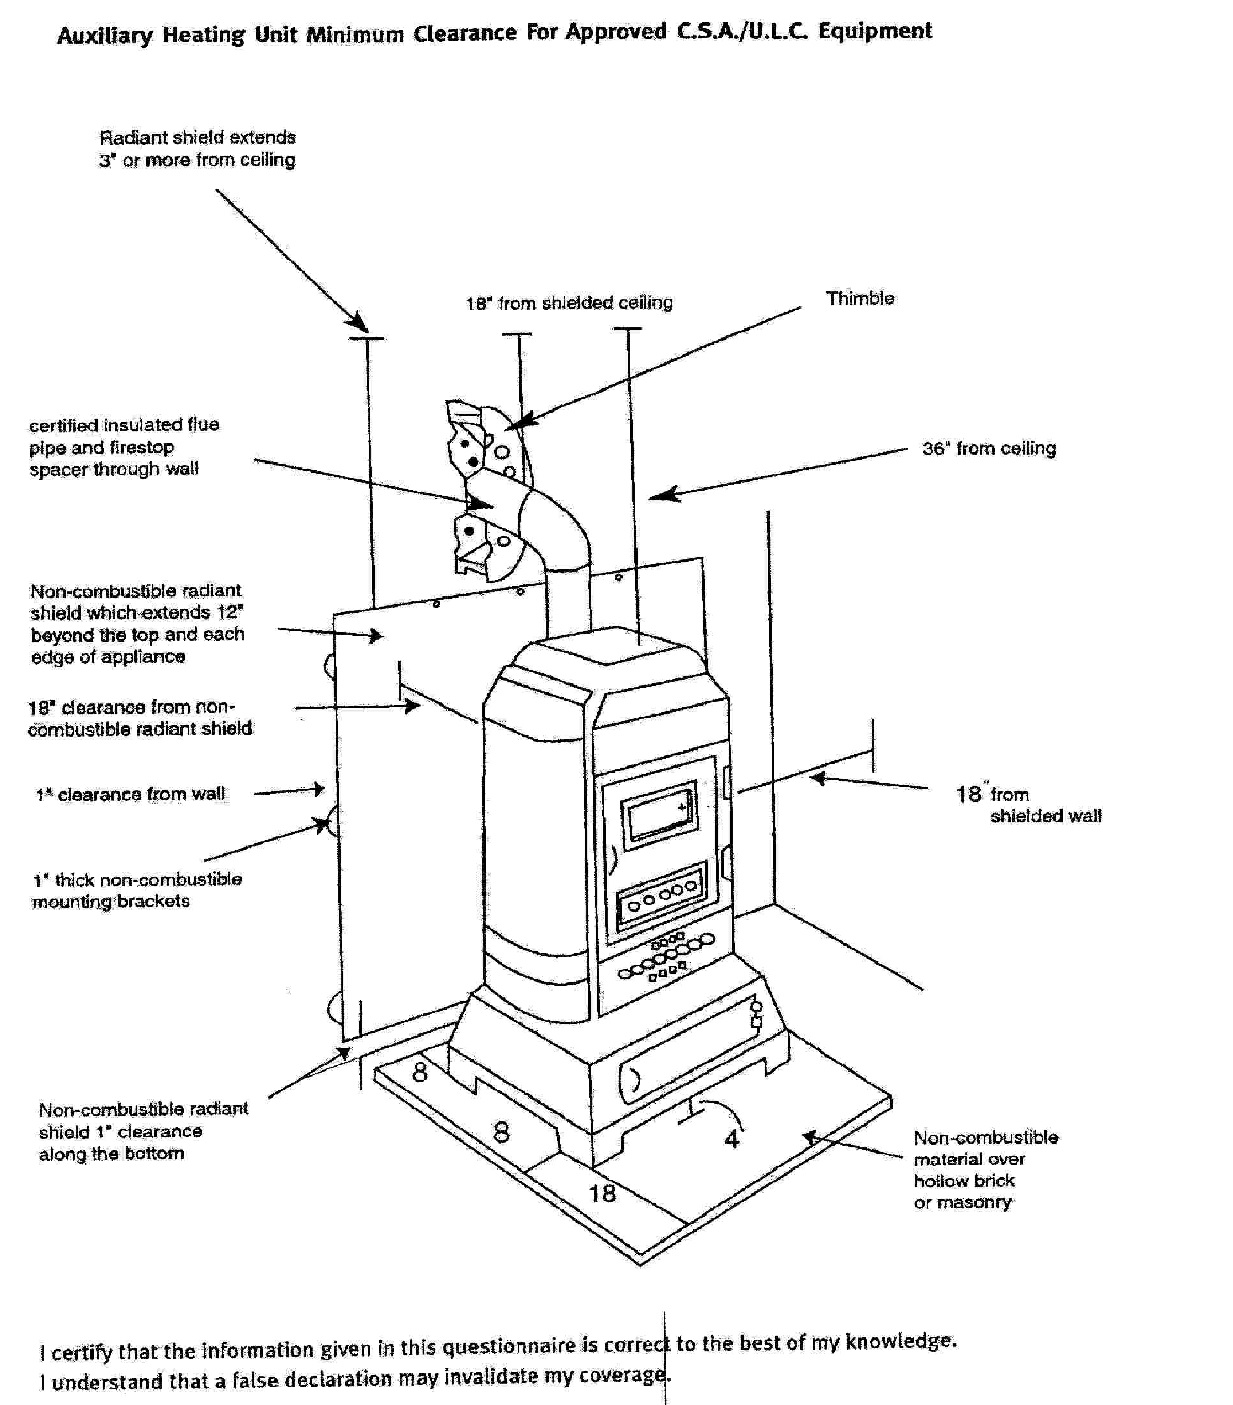 Auxiliary Heating Unit Minimum Clearance For Approved C.S.A./U.L.C. Equipment
Radiant shield extends
3" or more from ceiling
18" from shielded ceiling
Thimble
certified insulated flue
pipe and firestop
spacer through wall
36" from ceiling
Non-combustible radiant
shield which extends 12"
beyond the top and each
edge of appliance
18" clearance from non-
combustible radiant shield
1" clearance from wall
18" from
shielded wall
1" thick non-combustible
mounting brackets
8
8
18
4
Non-combustible radiant
shield 1" clearance
along the bottom
Non-combustible
material over
hollow brick
or masonry
I certify that the information given in this questionnaire is correct to the best of my knowledge.
I understand that a false declaration may invalidate my coverage.